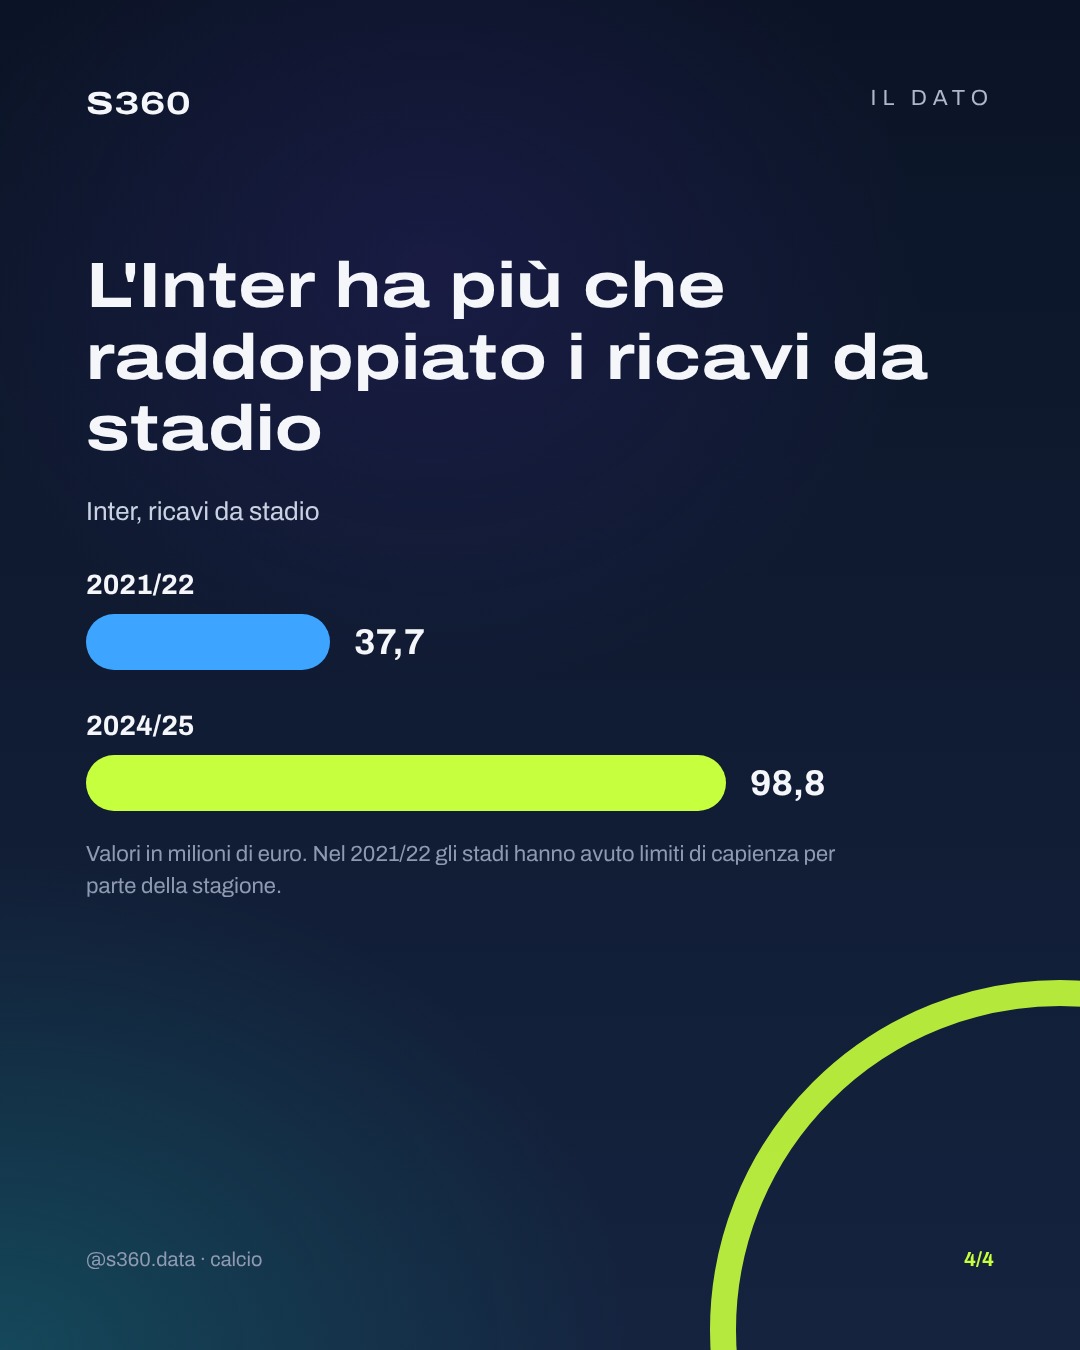 S360
IL DATO
L'Inter ha più che
raddoppiato i ricavi da
stadio
Inter, ricavi da stadio
2021/22
37,7
2024/25
98,8
Valori in milioni di euro. Nel 2021/22 gli stadi hanno avuto limiti di capienza per
parte della stagione.
@s360.data · calcio
4/4